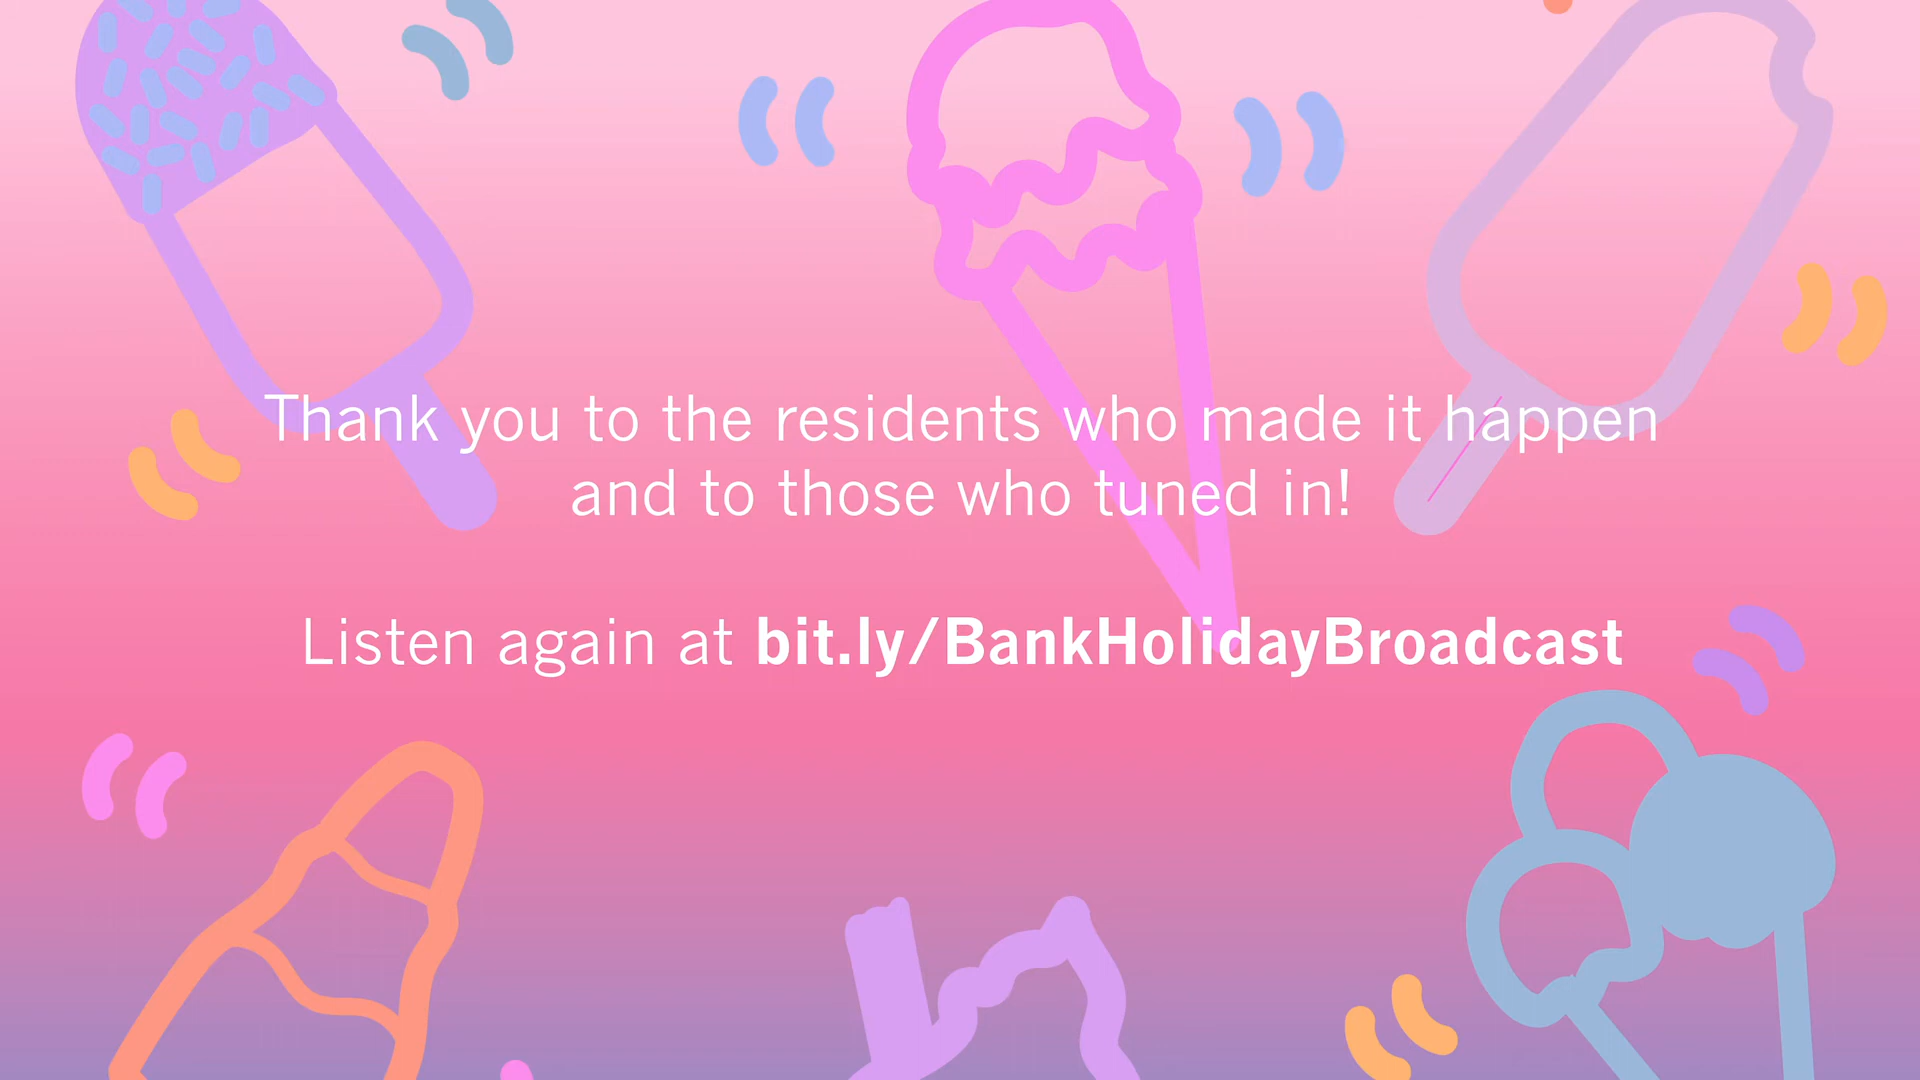 Thank you to the residents who made it happen
and to those who tuned in!
Listen again at bit.ly/BankHolidayBroadcast